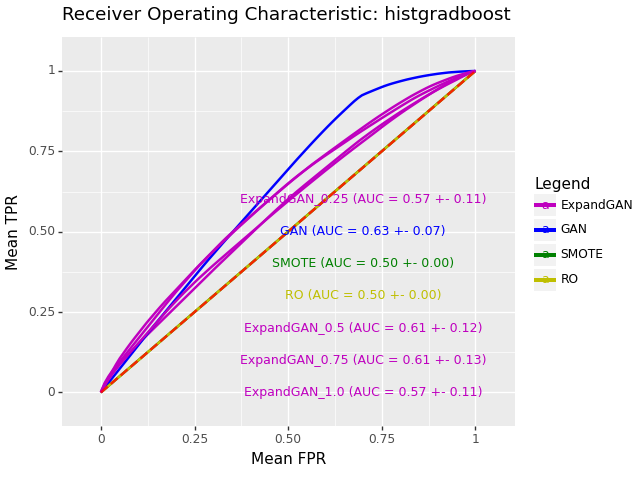 Receiver Operating Characteristic: histgradboost
Mean TPR
1
0.75
0.50
0.25
0
ExpandGAN_0.25 (AUC = 0.57 +- 0.11)
GAN (AUC = 0.63 +- 0.07)
SMOTE (AUC = 0.50 +- 0.00)
RO (AUC = 0.50 +- 0.00)
ExpandGAN_0.5 (AUC = 0.61 +- 0.12)
ExpandGAN_0.75 (AUC = 0.61 +- 0.13)
ExpandGAN_1.0 (AUC = 0.57 +- 0.11)
0 0.25 0.50 0.75 1
Mean FPR
Legend
a ExpandGAN
a GAN
a SMOTE
a RO